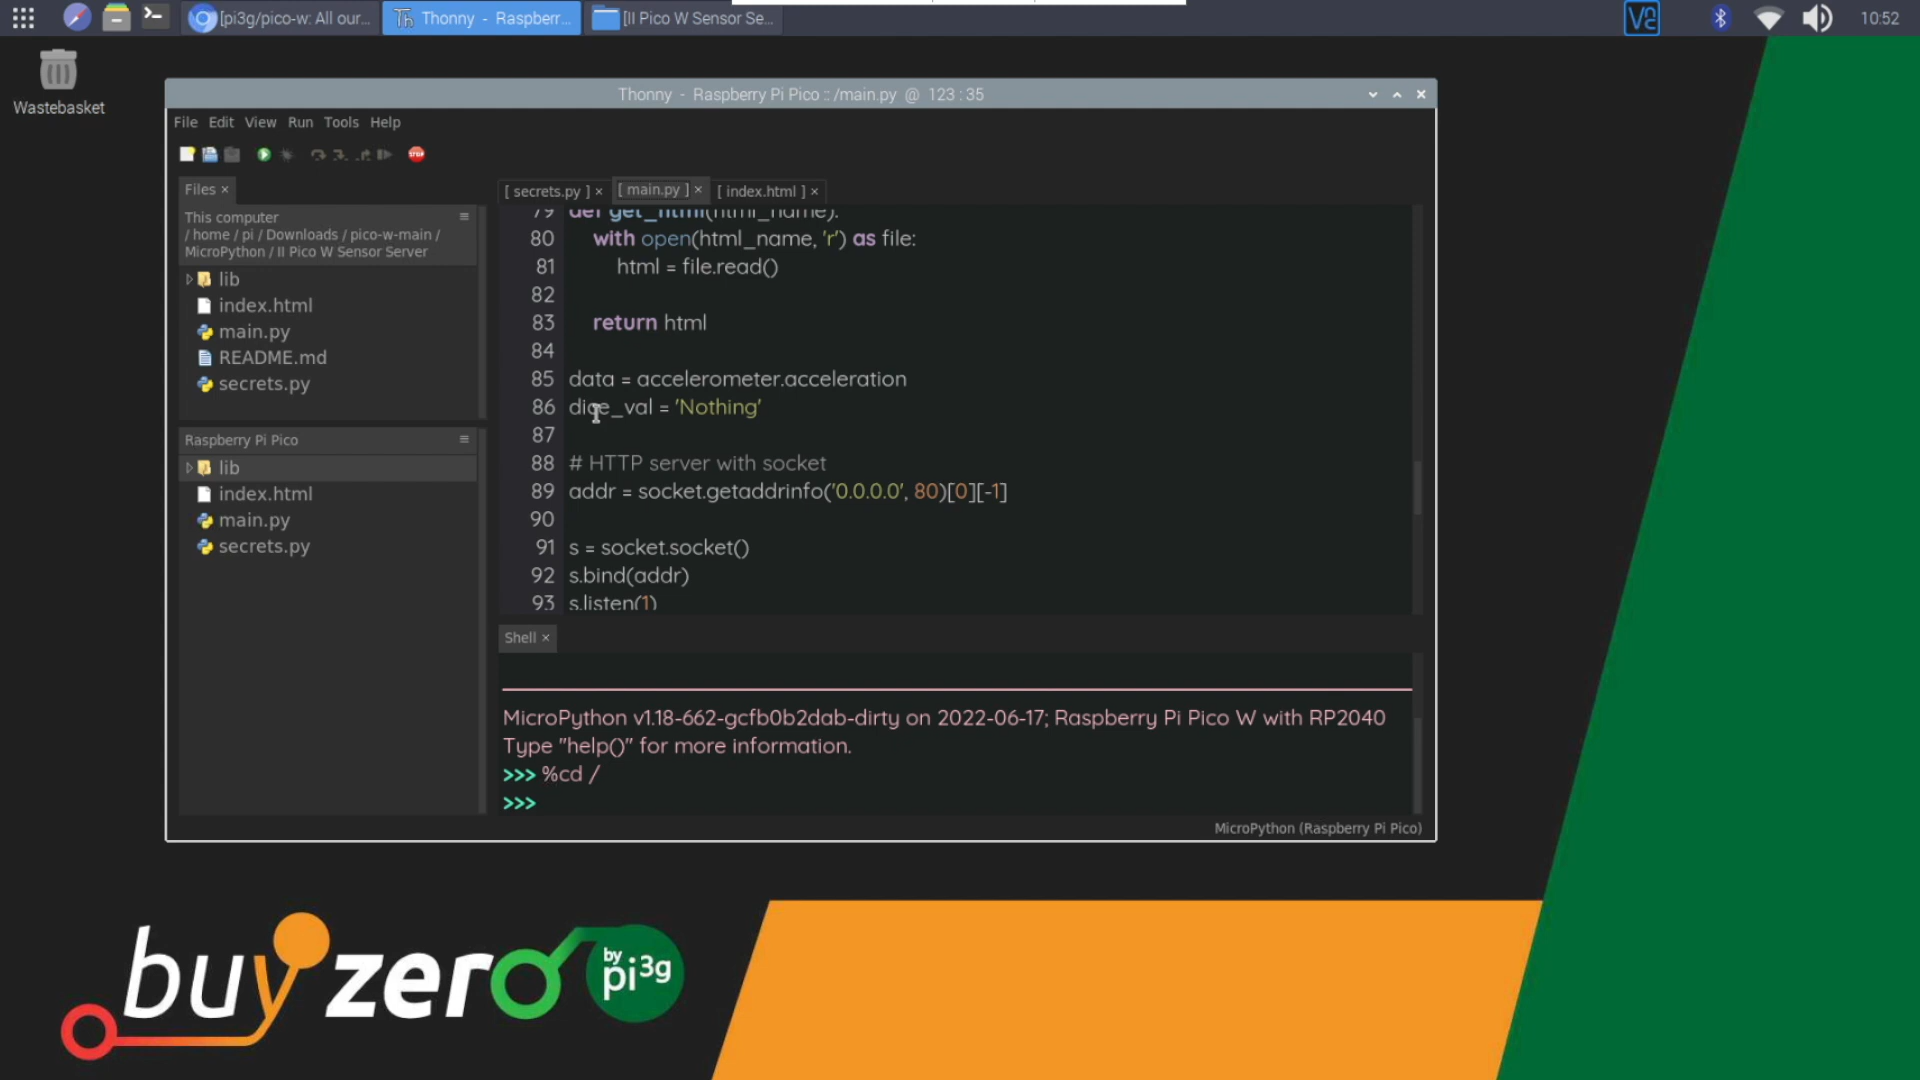 [pi3g/pico-w: All our...
Thonny - Raspberr...
[II Pico W Sensor Se...
10:52
Wastebasket
Thonny - Raspberry Pi Pico :: /main.py @ 123 : 35
File Edit View Run Tools Help
STOP
Files ×
[ secrets.py ] × [ main.py ] × [ index.html ] ×
This computer
/ home / pi / Downloads / pico-w-main /
MicroPython / II Pico W Sensor Server
lib
index.html
main.py
README.md
secrets.py
Raspberry Pi Pico
lib
index.html
main.py
secrets.py
79 def get_html(html_name):
80 with open(html_name, 'r') as file:
81 html = file.read()
82
83 return html
84
85 data = accelerometer.acceleration
86 dice_val = 'Nothing'
87
88 # HTTP server with socket
89 addr = socket.getaddrinfo('0.0.0.0', 80)[0][-1]
90
91 s = socket.socket()
92 s.bind(addr)
93 s.listen(1)
Shell ×
MicroPython v1.18-662-gcfb0b2dab-dirty on 2022-06-17; Raspberry Pi Pico W with RP2040
Type "help()" for more information.
>>> %cd /
>>>
MicroPython (Raspberry Pi Pico)
buyzero
by
pi3g